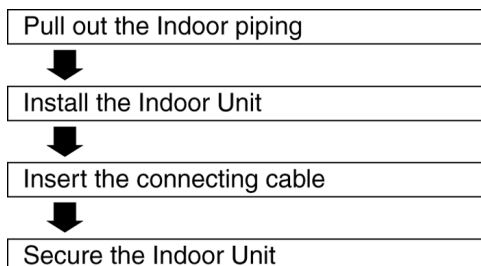 Pull out the Indoor piping
Install the Indoor Unit
Insert the connecting cable
Secure the Indoor Unit